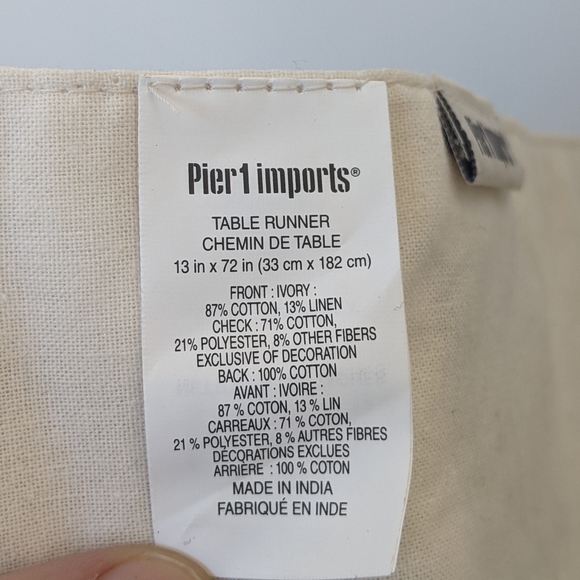 Pier 1 imports®
TABLE RUNNER
CHEMIN DE TABLE
13 in x 72 in (33 cm x 182 cm)
FRONT : IVORY :
87% COTTON, 13% LINEN
CHECK : 71% COTTON,
21% POLYESTER, 8% OTHER FIBERS
EXCLUSIVE OF DECORATION
BACK : 100% COTTON
AVANT : IVOIRE :
87 % COTON, 13 % LIN
CARREAUX : 71 % COTON,
21 % POLYESTER, 8 % AUTRES FIBRES
DÉCORATIONS EXCLUES
ARRIÈRE : 100 % COTON
MADE IN INDIA
FABRIQUÉ EN INDE